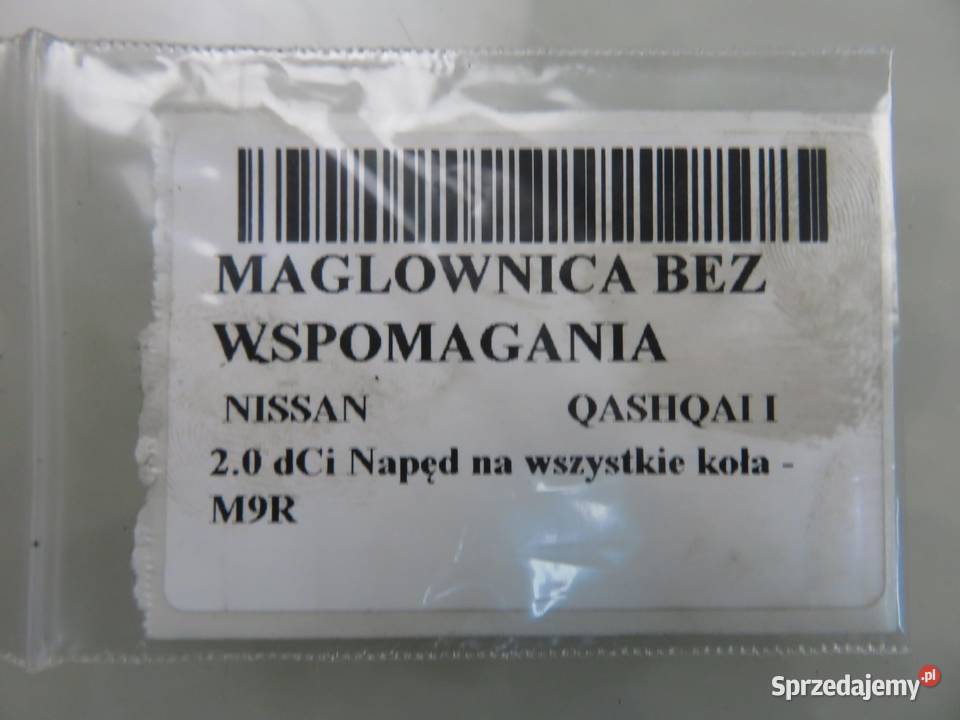 MAGLOWNICA BEZ
WSPOMAGANIA
NISSAN QASHQAI I
2.0 dCi Napęd na wszystkie koła -
M9R
Sprzedajemy.pl